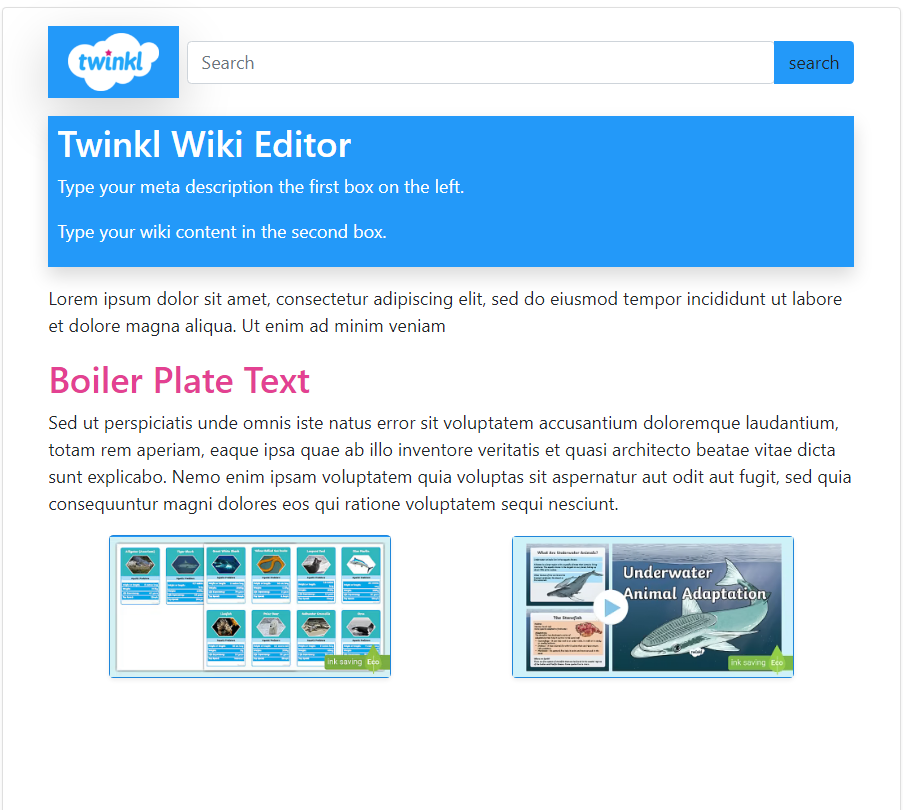 twinkl
Search
search
Twinkl Wiki Editor
Type your meta description the first box on the left.
Type your wiki content in the second box.
Lorem ipsum dolor sit amet, consectetur adipiscing elit, sed do eiusmod tempor incididunt ut labore
et dolore magna aliqua. Ut enim ad minim veniam
Boiler Plate Text
Sed ut perspiciatis unde omnis iste natus error sit voluptatem accusantium doloremque laudantium,
totam rem aperiam, eaque ipsa quae ab illo inventore veritatis et quasi architecto beatae vitae dicta
sunt explicabo. Nemo enim ipsam voluptatem quia voluptas sit aspernatur aut odit aut fugit, sed quia
consequuntur magni dolores eos qui ratione voluptatem sequi nesciunt.
ink saving Eco
What Are Underwater Animals?
The Starfish
Underwater
Animal Adaptation
twinkl
ink saving Eco